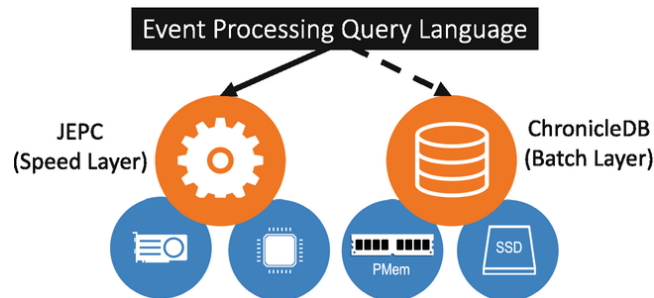 Event Processing Query Language
JEPC
(Speed Layer)
ChronicleDB
(Batch Layer)
PMem
SSD